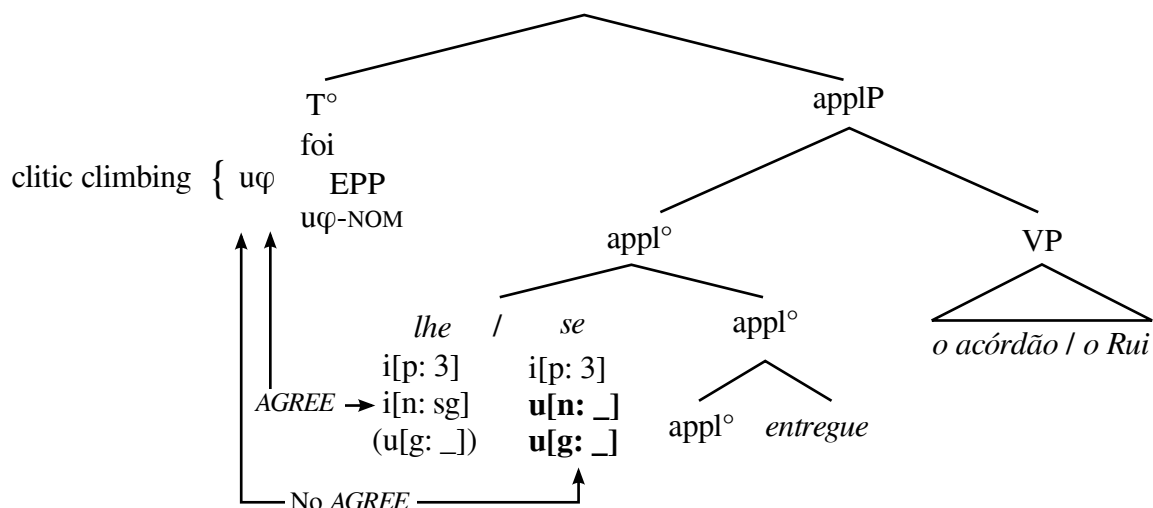 T°
applP
foi
clitic climbing { uφ
EPP
uφ-NOM
appl°
VP
lhe / se
appl°
o acórdão / o Rui
i[p: 3] i[p: 3]
AGREE i[n: sg] u[n: _]
appl° entregue
(u[g: _]) u[g: _]
No AGREE